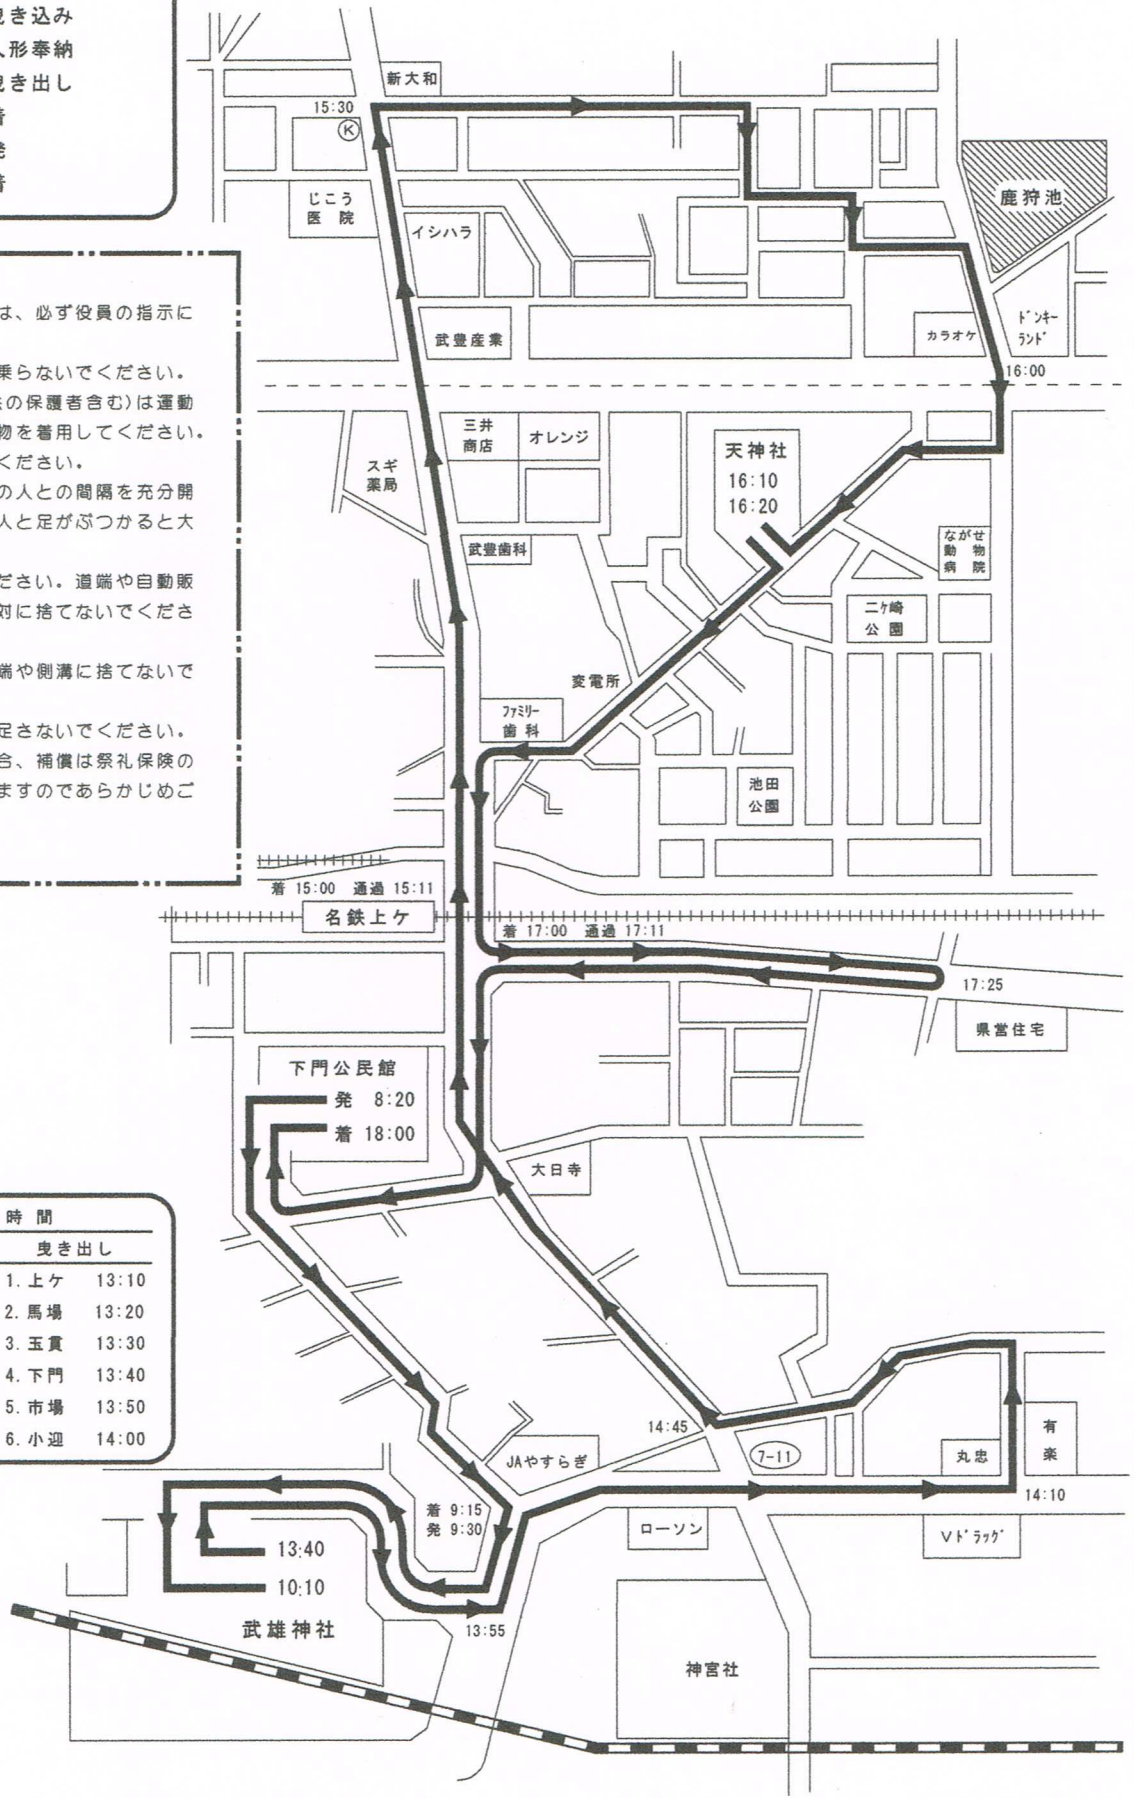 曳き込み
人形奉納
曳き出し
着
発
着
は、必ず役員の指示に
乗らないでください。
の保護者含む)は運動
物を着用してください。
ください。
の人との間隔を充分開
人と足がぶつかると大
ださい。道端や自動販
対に捨てないでくださ
端や側溝に捨てないで
足さないでください。
合、補償は祭礼保険の
ますのであらかじめご
時 間
曳き出し
1.上ケ 13:10
2.馬場 13:20
3.玉貫 13:30
4.下門 13:40
5.市場 13:50
6.小迎 14:00
新大和
15:30
K
じこう
医 院
イシハラ
武豊産業
鹿狩池
カラオケ
ドンキー
ランド
16:00
三井
商店
オレンジ
スギ
薬局
天神社
16:10
16:20
武豊歯科
ながせ
動 物
病 院
二ケ崎
公 園
変電所
ファミリー
歯 科
池田
公園
着 15:00 通過 15:11
名鉄上ケ
着 17:00 通過 17:11
17:25
県営住宅
下門公民館
発 8:20
着 18:00
大日寺
14:45
JAやすらぎ
7-11
丸忠
有
楽
14:10
着 9:15
発 9:30
ローソン
Vドラッグ
13:40
10:10
武雄神社
13:55
神宮社